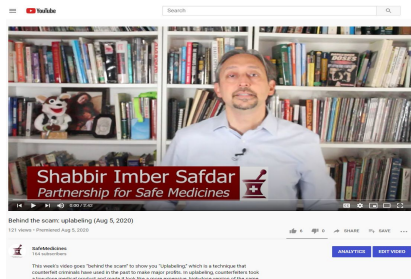 YouTube
Search
Shabbir Imber Safdar
Partnership for Safe Medicines
0:00 / 2:42
Behind the scam: uplabeling (Aug 5, 2020)
121 views • Premiered Aug 5, 2020
6
0
SHARE
SAVE
SafeMedicines
164 subscribers
ANALYTICS
EDIT VIDEO
This week's video goes "behind the scam" to show you "Uplabeling," which is a technique that
counterfeit criminals have used in the past to make major profits. In uplabeling, counterfeiters took